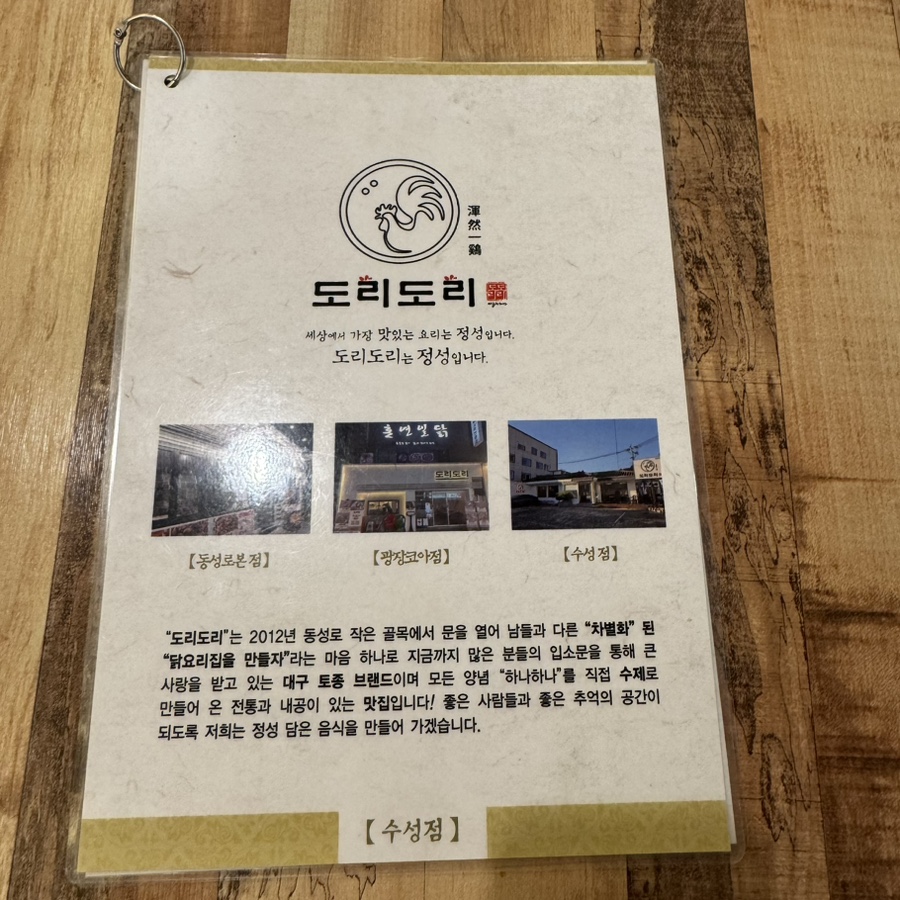 渾然一鷄
도리도리
세상에서 가장 맛있는 요리는 정성입니다.
도리도리는 정성입니다.
혼연일닭
도리도리
【동성로본점】
【광장코아점】
【수성점】
“도리도리”는 2012년 동성로 작은 골목에서 문을 열어 남들과 다른 “차별화” 된
“닭요리집을 만들자”라는 마음 하나로 지금까지 많은 분들의 입소문을 통해 큰
사랑을 받고 있는 대구 토종 브랜드이며 모든 양념 “하나하나”를 직접 수제로
만들어 온 전통과 내공이 있는 맛집입니다! 좋은 사람들과 좋은 추억의 공간이
되도록 저희는 정성 담은 음식을 만들어 가겠습니다.
【수성점】